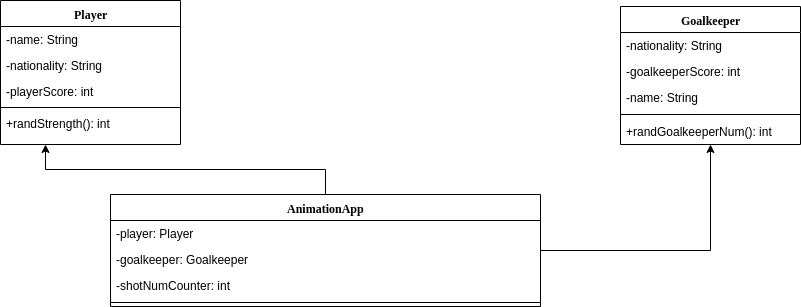 Player
-name: String
-nationality: String
-playerScore: int
+randStrength(): int
Goalkeeper
-nationality: String
-goalkeeperScore: int
-name: String
+randGoalkeeperNum(): int
AnimationApp
-player: Player
-goalkeeper: Goalkeeper
-shotNumCounter: int